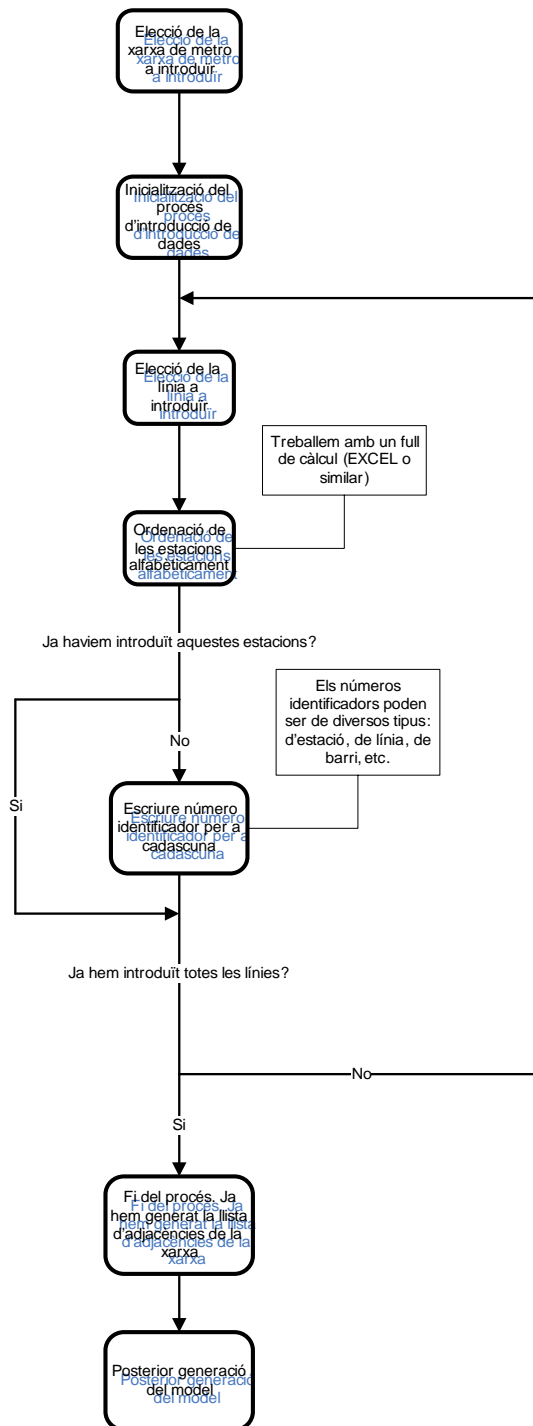 Elecció de la
xarxa de metro
a introduïr
Inicialització del
procés
d'introducció de
dades
Elecció de la
línia a
introduïr
Treballem amb un full
de càlcul (EXCEL o
similar)
Ordenació de
les estacions
alfabèticament
Ja haviem introduït aquestes estacions?
Els números
identificadors poden
ser de diversos tipus:
d'estació, de línia, de
barri, etc.
No
Si
Escriure número
identificador per a
cadascuna
Ja hem introduït totes les línies?
No
Si
Fi del procés. Ja
hem generat la llista
d'adjacències de la
xarxa
Posterior generació
del model